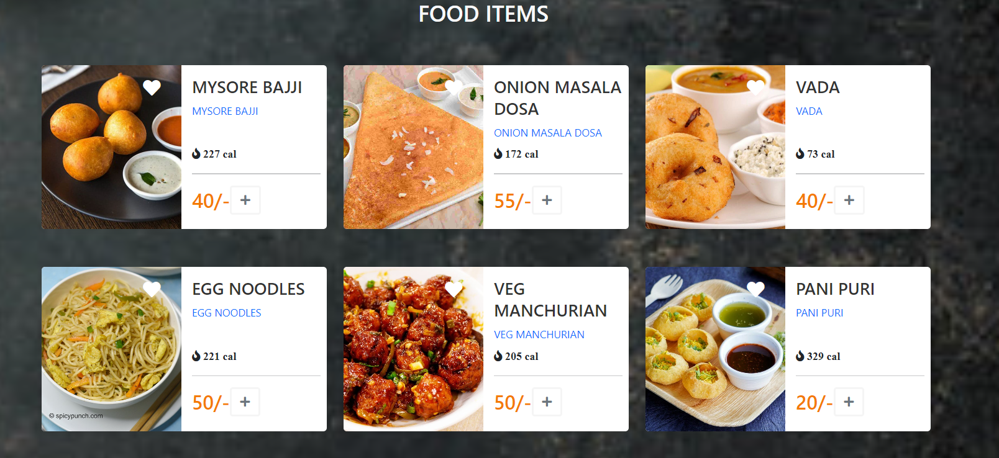 FOOD ITEMS
MYSORE BAJJI
MYSORE BAJJI
227 cal
40/-
+
ONION MASALA
DOSA
ONION MASALA DOSA
172 cal
55/-
+
VADA
VADA
73 cal
40/-
+
EGG NOODLES
EGG NOODLES
221 cal
50/-
+
© spicypunch.com
VEG
MANCHURIAN
VEG MANCHURIAN
205 cal
50/-
+
PANI PURI
PANI PURI
329 cal
20/-
+